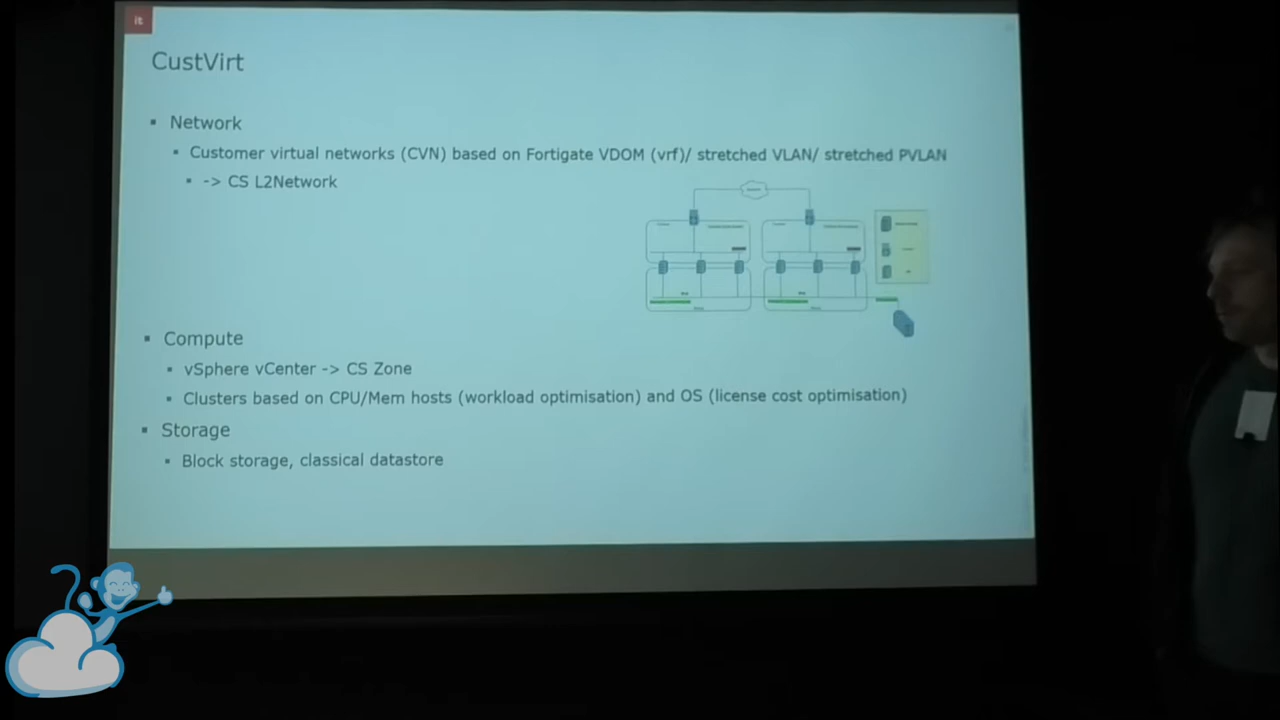 it
CustVirt
Network
Customer virtual networks (CVN) based on Fortigate VDOM (vrf)/ stretched VLAN/ stretched PVLAN
-> CS L2Network
Compute
vSphere vCenter -> CS Zone
Clusters based on CPU/Mem hosts (workload optimisation) and OS (license cost optimisation)
Storage
Block storage, classical datastore